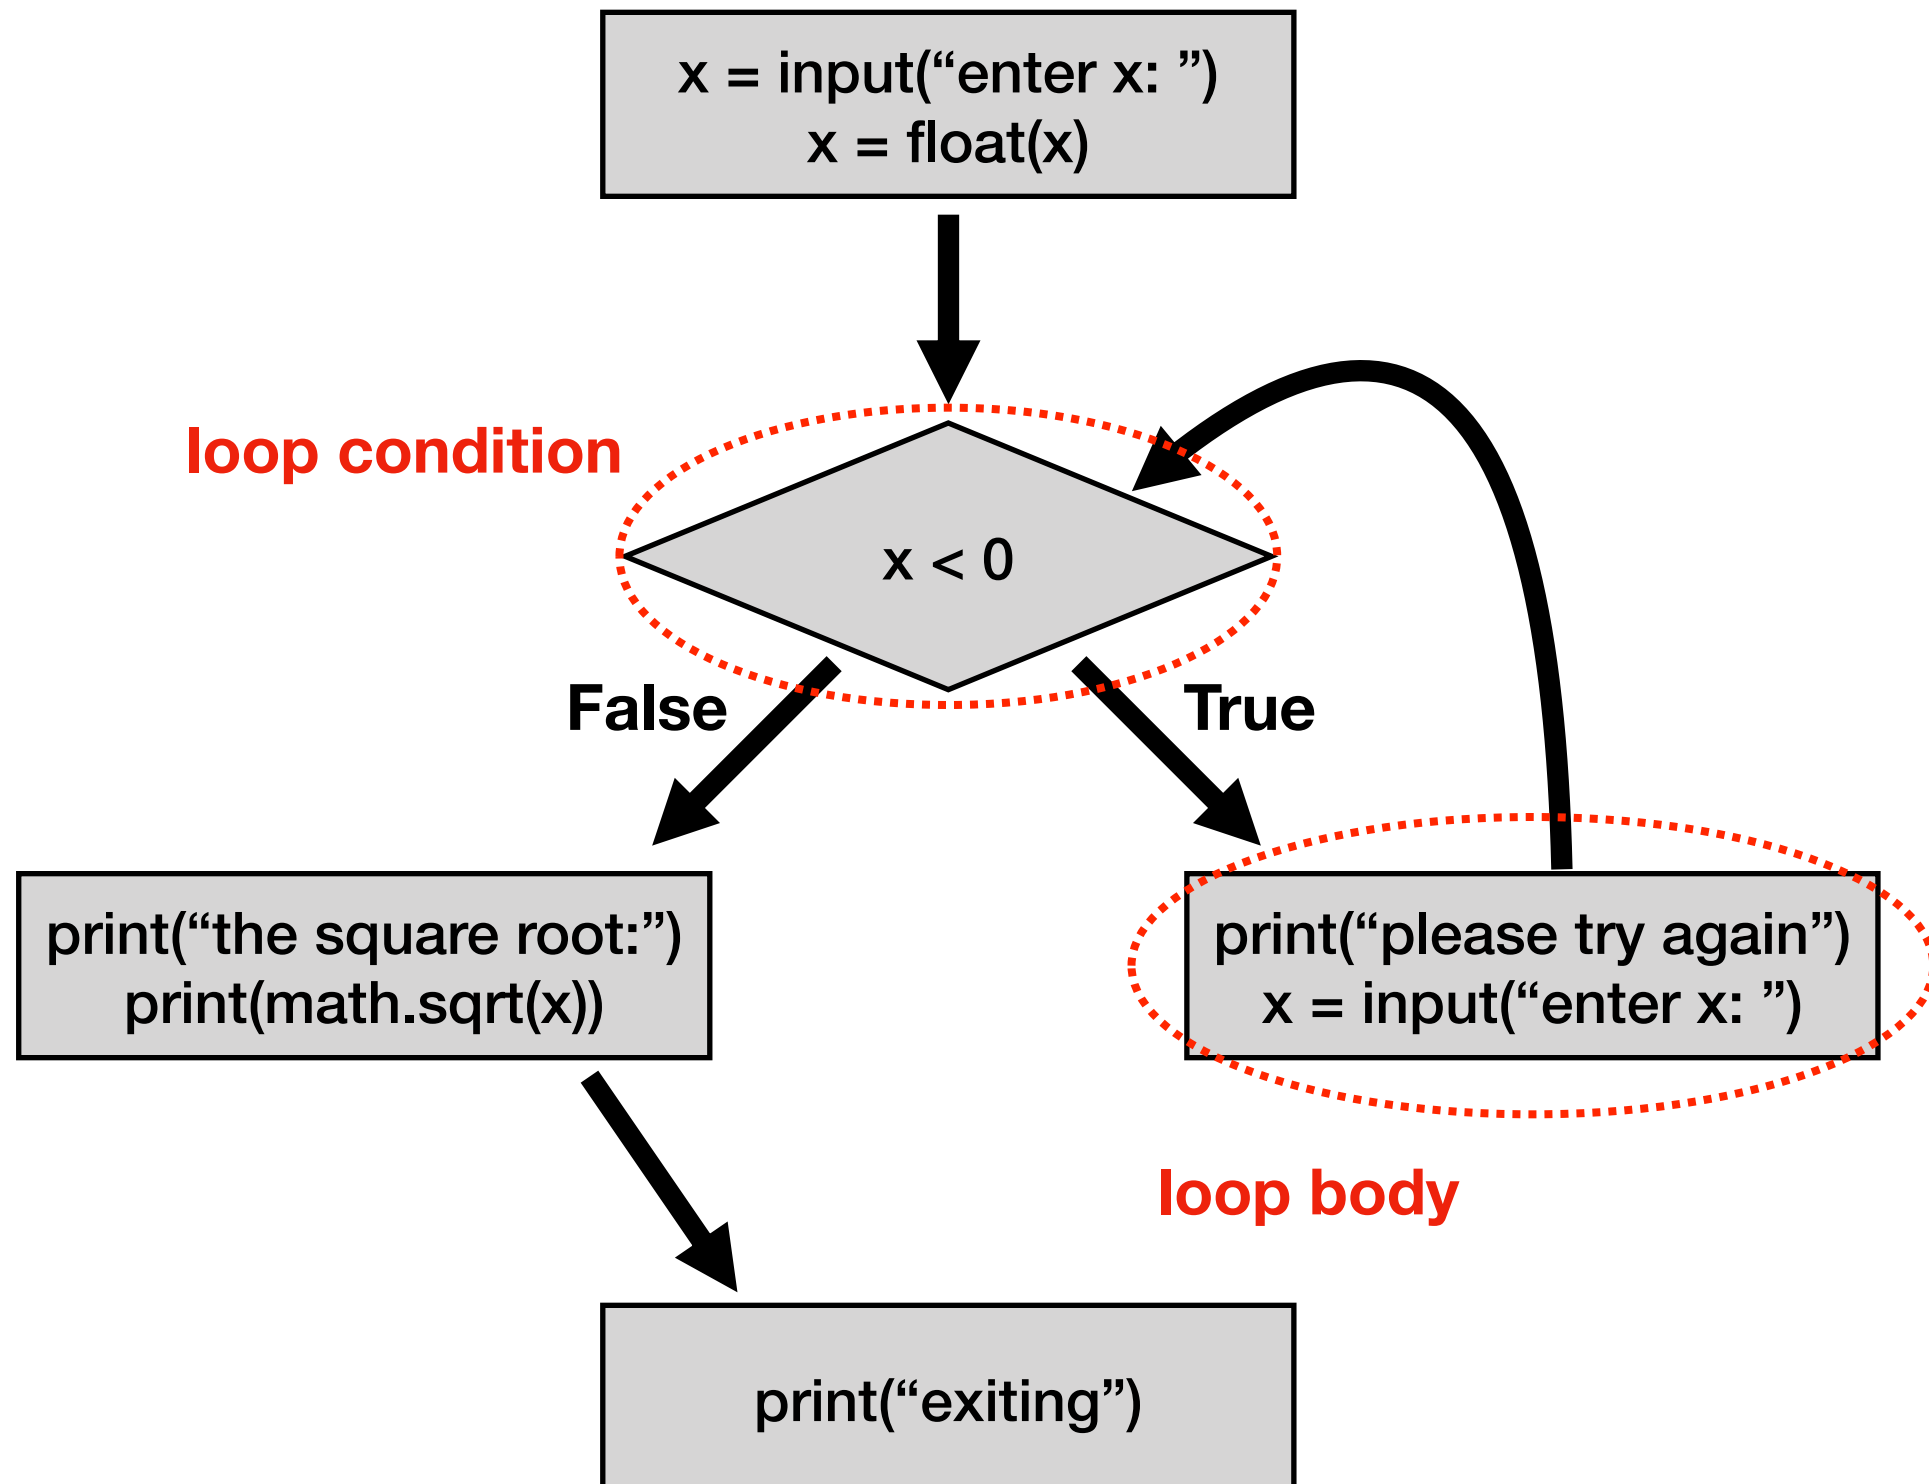 x = input(“enter x: ”)
x = float(x)
loop condition
x < 0
False
True
print(“the square root:”)
print(math.sqrt(x))
print(“please try again”)
x = input(“enter x: ”)
loop body
print(“exiting”)